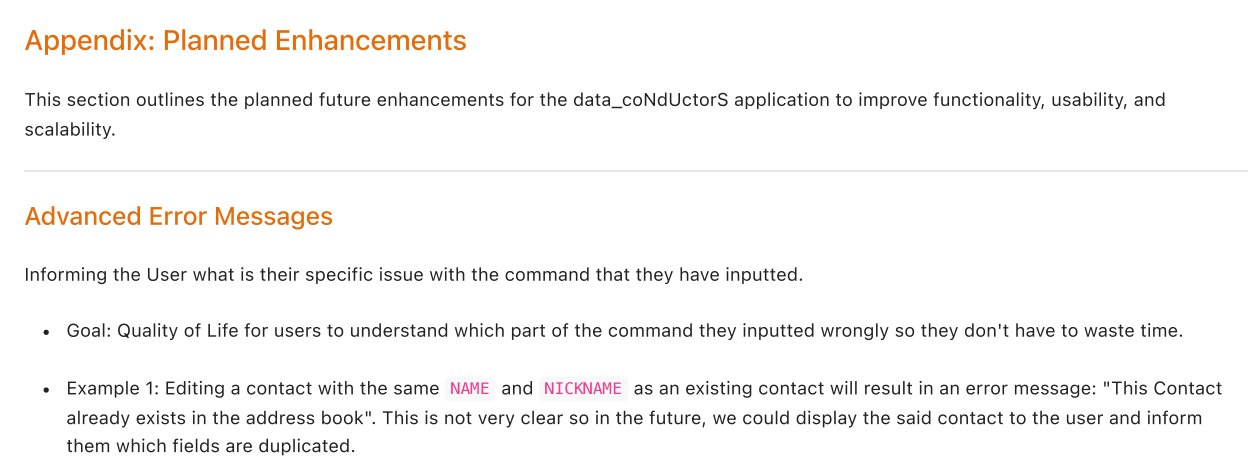 Appendix: Planned Enhancements
This section outlines the planned future enhancements for the data_coNdUctorS application to improve functionality, usability, and
scalability.
Advanced Error Messages
Informing the User what is their specific issue with the command that they have inputted.
• Goal: Quality of Life for users to understand which part of the command they inputted wrongly so they don't have to waste time.
• Example 1: Editing a contact with the same NAME and NICKNAME as an existing contact will result in an error message: "This Contact
already exists in the address book". This is not very clear so in the future, we could display the said contact to the user and inform
them which fields are duplicated.